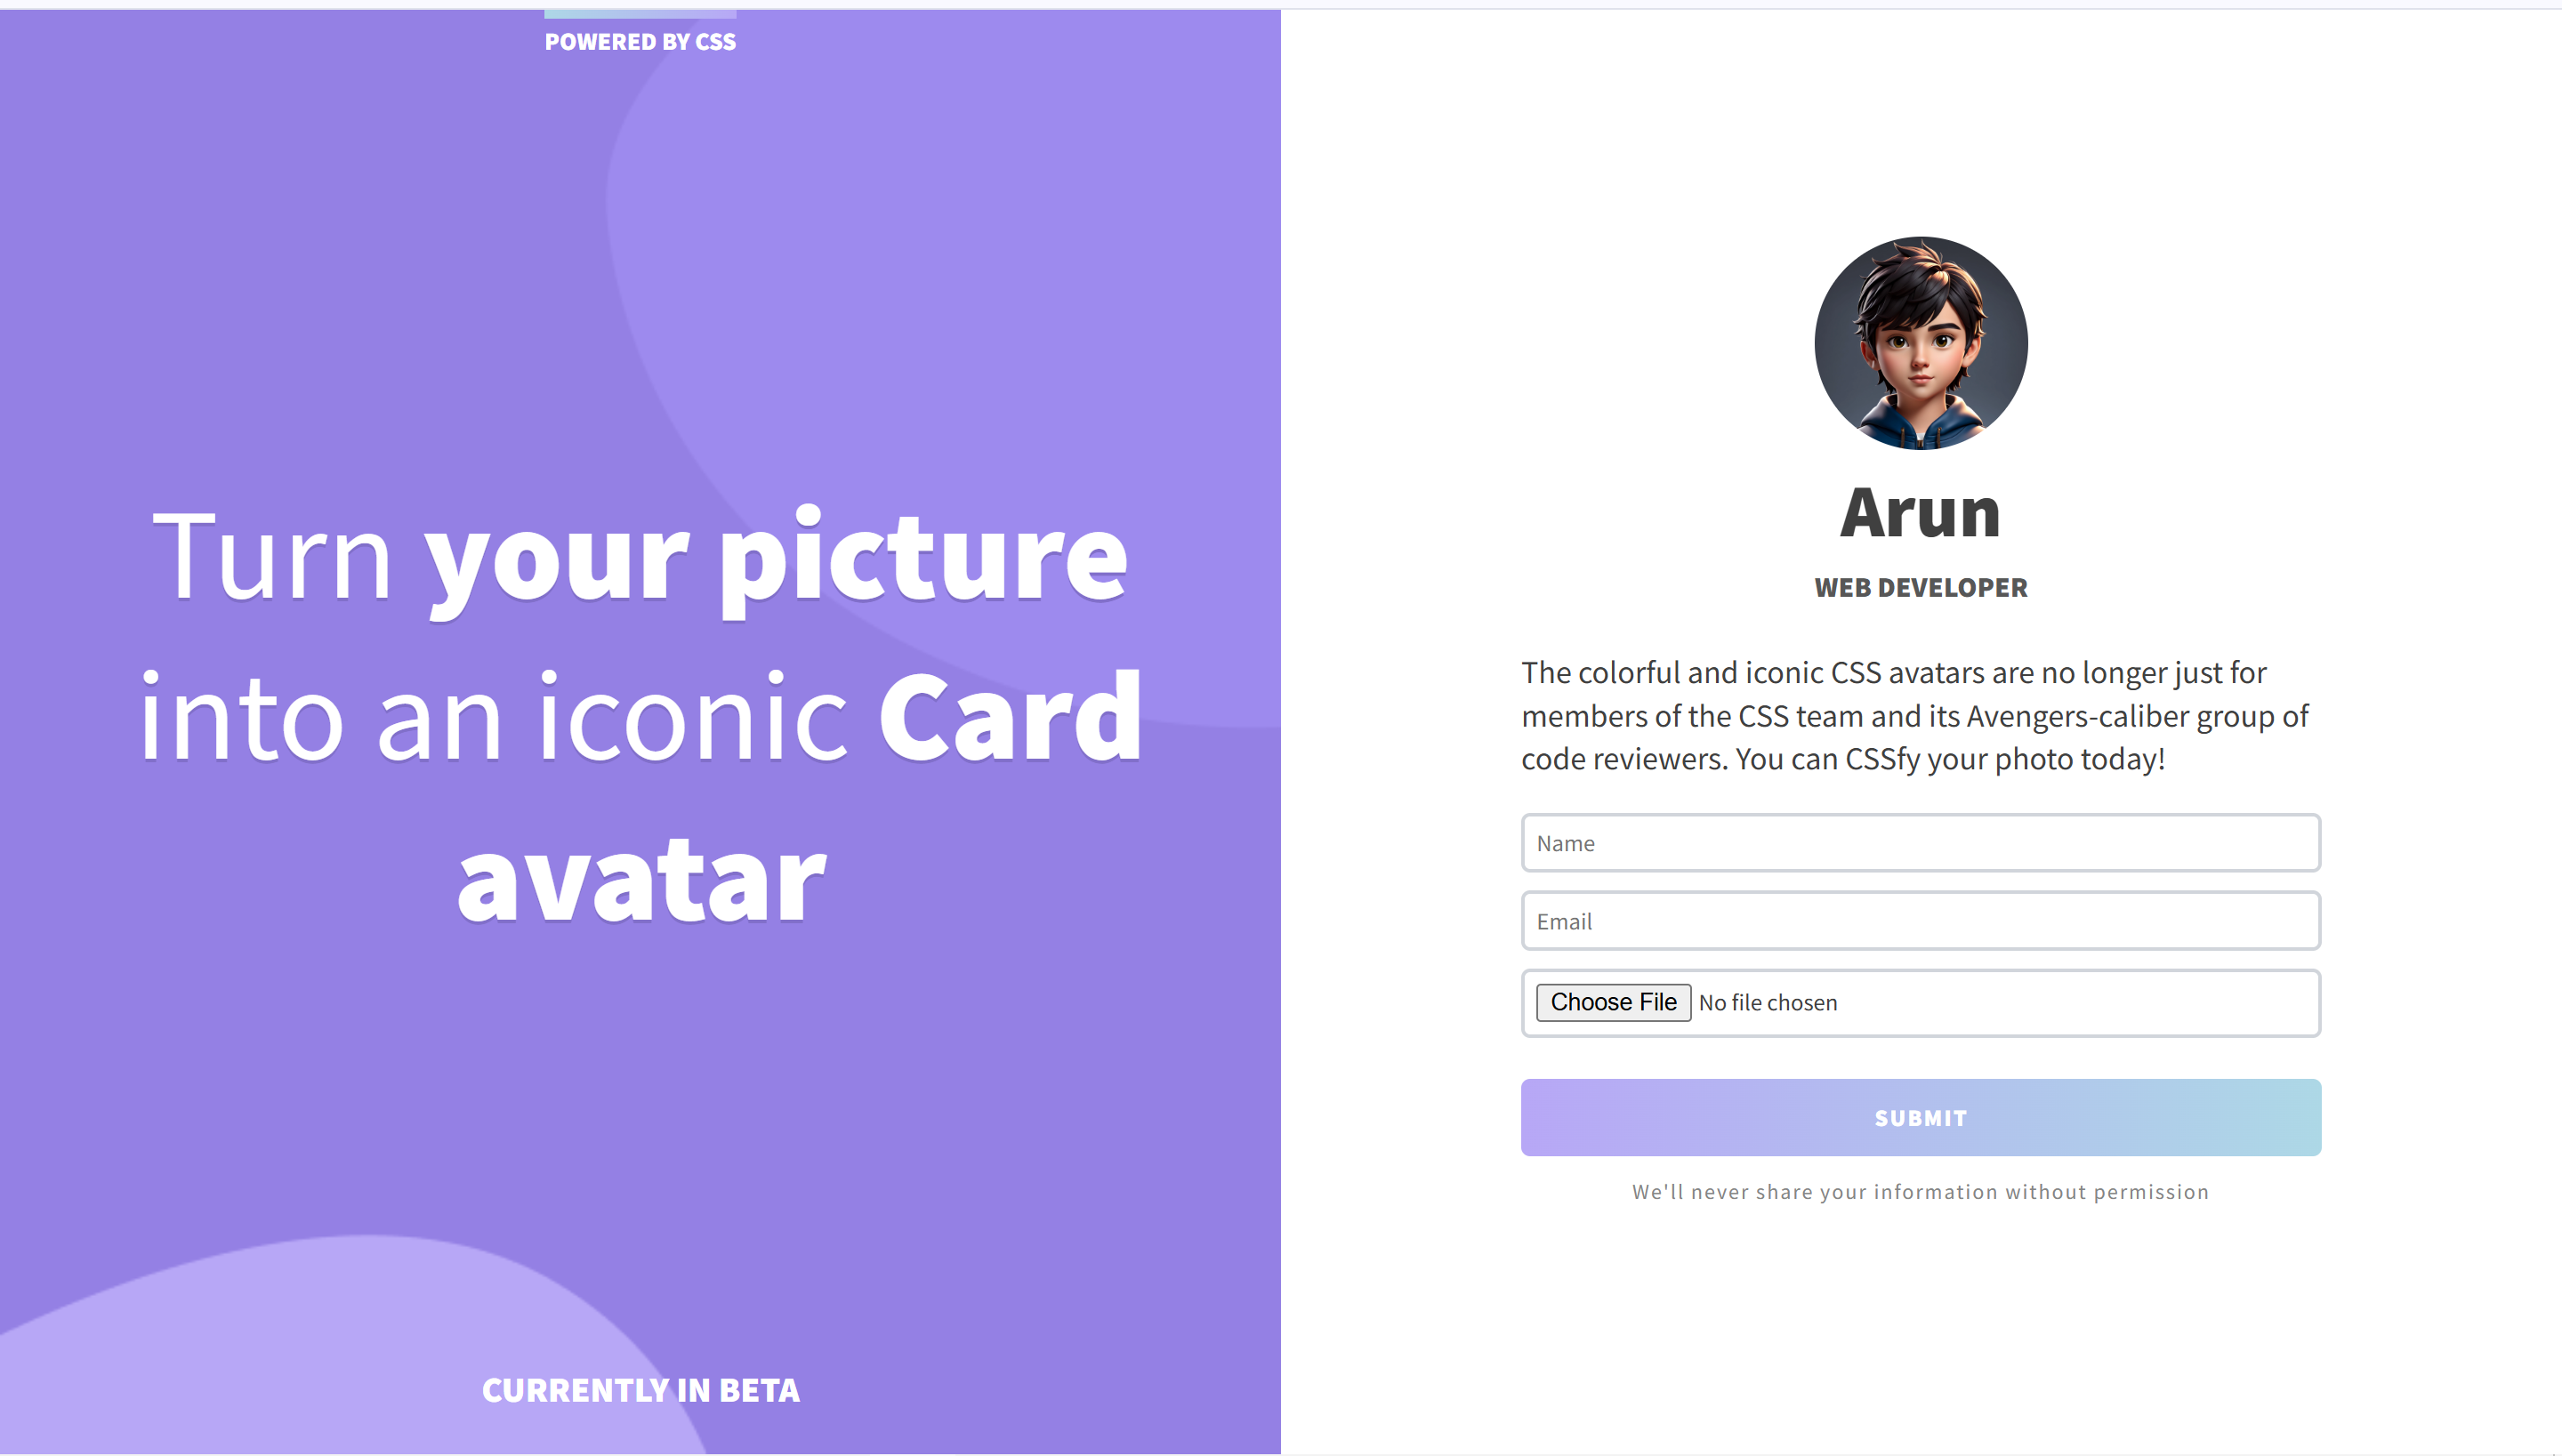 POWERED BY CSS
Turn your picture
into an iconic Card
avatar
CURRENTLY IN BETA
Arun
WEB DEVELOPER
The colorful and iconic CSS avatars are no longer just for
members of the CSS team and its Avengers-caliber group of
code reviewers. You can CSSfy your photo today!
Name
Email
Choose File No file chosen
SUBMIT
We'll never share your information without permission